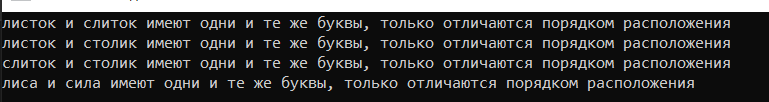 листок и слиток имеют одни и те же буквы, только отличаются порядком расположения
листок и столик имеют одни и те же буквы, только отличаются порядком расположения
слиток и столик имеют одни и те же буквы, только отличаются порядком расположения
лиса и сила имеют одни и те же буквы, только отличаются порядком расположения